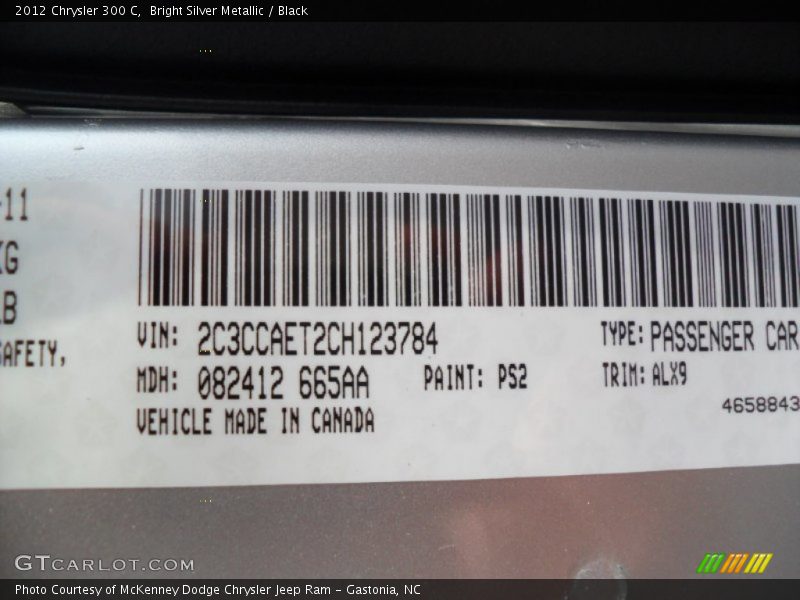 2012 Chrysler 300 C, Bright Silver Metallic / Black
-11
KG
LB
SAFETY,
VIN: 2C3CCAET2CH123784
TYPE: PASSENGER CAR
MDH: 082412 665AA
PAINT: PS2
TRIM: ALX9
VEHICLE MADE IN CANADA
4658843
GTCARLOT.COM
Photo Courtesy of McKenney Dodge Chrysler Jeep Ram – Gastonia, NC